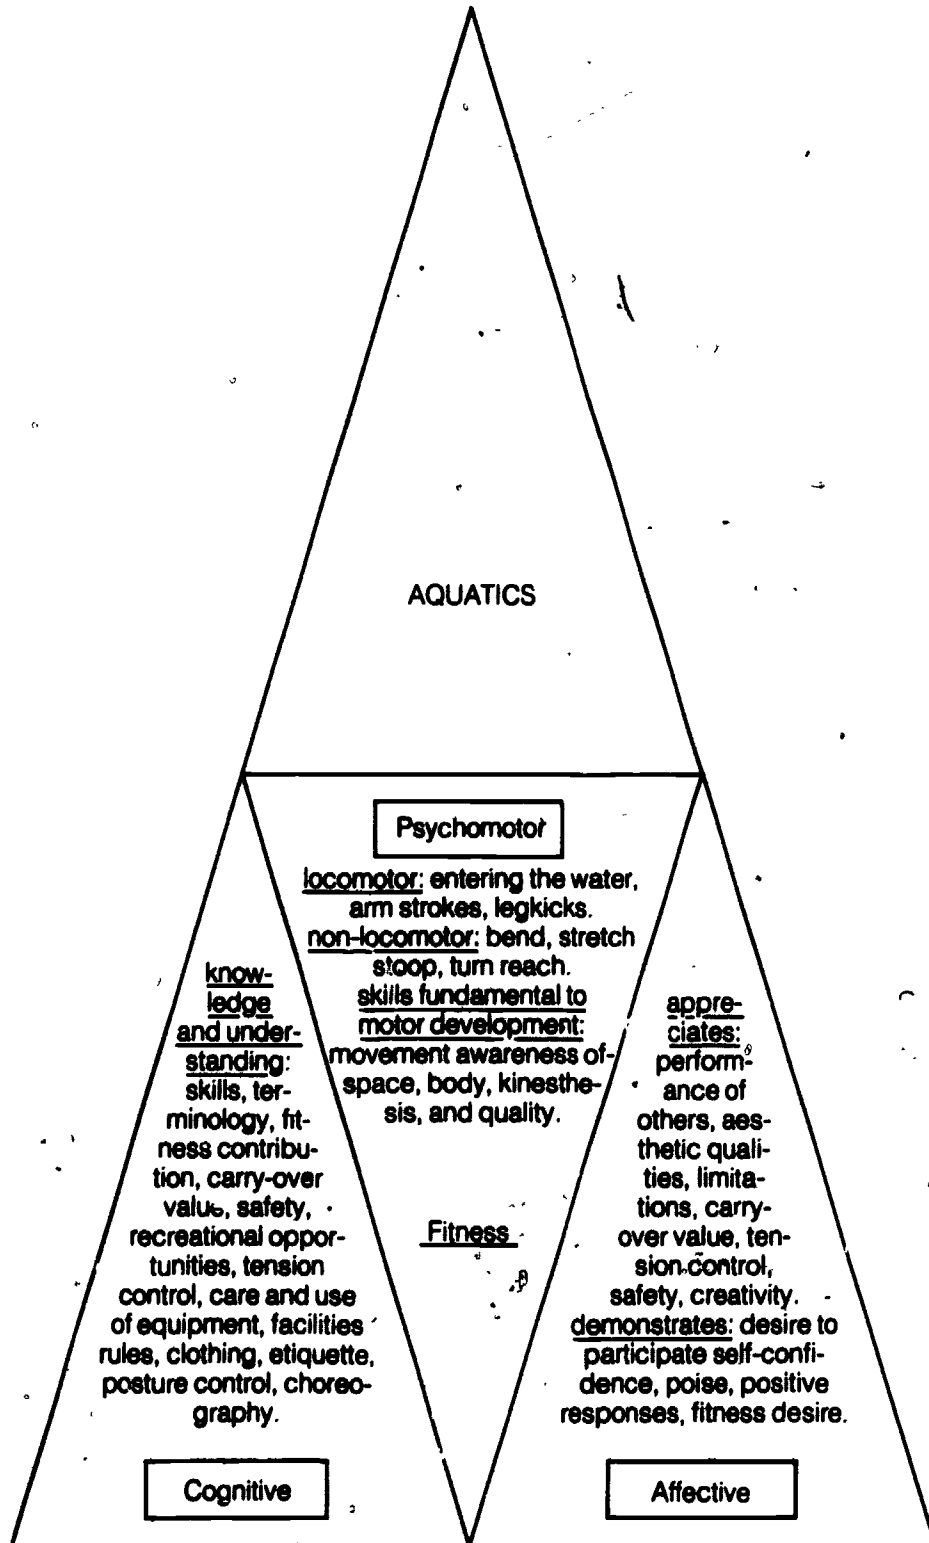 AQUATICS
Psychomotor
locomotor: entering the water,
arm strokes, legkicks.
non-locomotor: bend, stretch
stoop, turn reach.
skills fundamental to
motor development:
movement awareness of
space, body, kinesthe-
sis, and quality.
Fitness
know-
ledge
and under-
standing:
skills, ter-
minology, fit-
ness contribu-
tion, carry-over
value, safety,
recreational oppor-
tunities, tension
control, care and use
of equipment, facilities
rules, clothing, etiquette,
posture control, choreo-
graphy.
Cognitive
appre-
ciates:
perform-
ance of
others, aes-
thetic quali-
ties, limita-
tions, carry-
over value, ten-
sion control,
safety, creativity.
demonstrates: desire to
participate self-confi-
dence, poise, positive
responses, fitness desire.
Affective